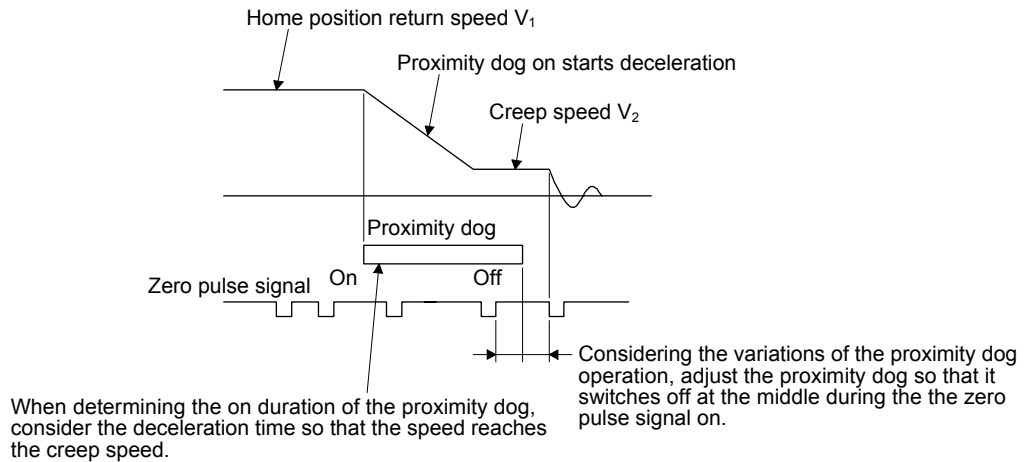 Home position return speed V₁
Proximity dog on starts deceleration
Creep speed V₂
Proximity dog
On
Off
Zero pulse signal
Considering the variations of the proximity dog
operation, adjust the proximity dog so that it
switches off at the middle during the the zero
pulse signal on.
When determining the on duration of the proximity dog,
consider the deceleration time so that the speed reaches
the creep speed.